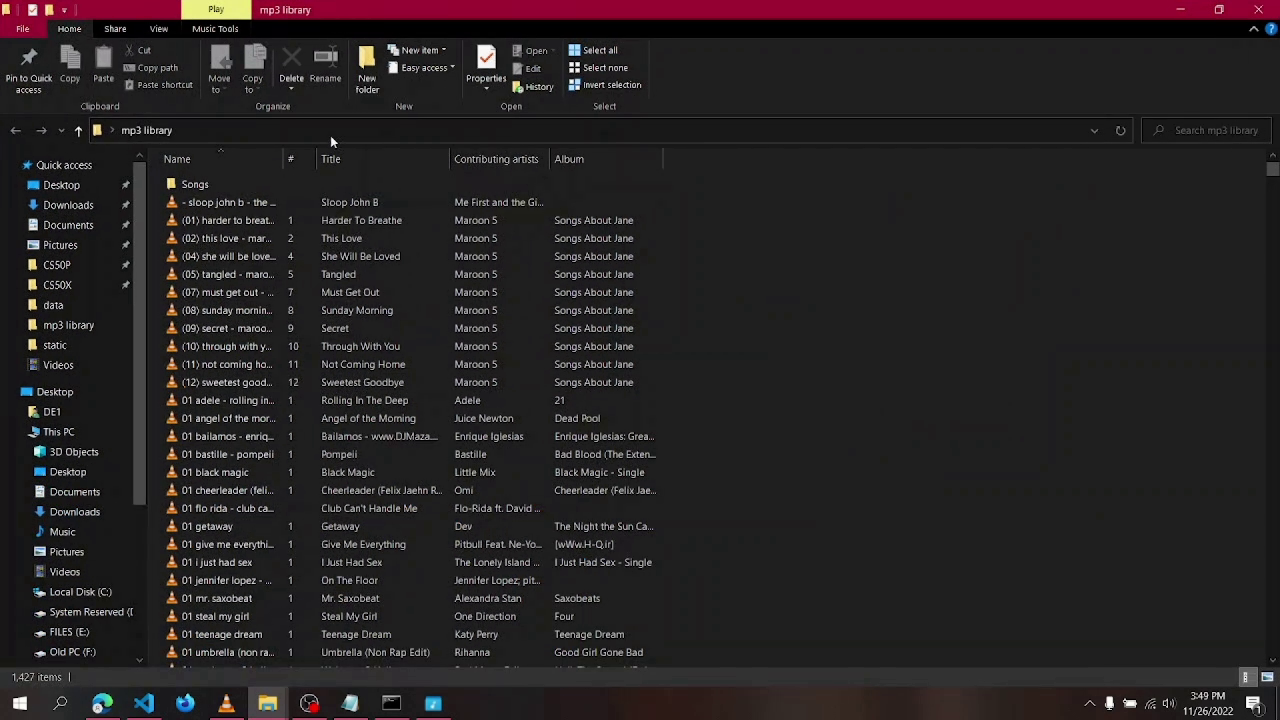 Play mp3 library
File Home Share View Music Tools
Pin to Quick access
Copy
Paste
Cut
Copy path
Paste shortcut
Clipboard
Move to
Copy to
Delete
Rename
Organize
New folder
New item
Easy access
New
Properties
Open
Edit
History
Open
Select all
Select none
Invert selection
Select
mp3 library
Search mp3 library
Quick access
Desktop
Downloads
Documents
Pictures
CS50P
CS50X
data
mp3 library
static
Videos
Desktop
DE1
This PC
3D Objects
Desktop
Documents
Downloads
Music
Pictures
Videos
Local Disk (C:)
System Reserved (D
FILES (E:)
Old PC (F:)
Name # Title Contributing artists Album
Songs
- sloop john b - the ... Sloop John B Me First and the Gi...
(01) harder to breat... 1 Harder To Breathe Maroon 5 Songs About Jane
(02) this love - mar... 2 This Love Maroon 5 Songs About Jane
(04) she will be love... 4 She Will Be Loved Maroon 5 Songs About Jane
(05) tangled - maro... 5 Tangled Maroon 5 Songs About Jane
(07) must get out - ... 7 Must Get Out Maroon 5 Songs About Jane
(08) sunday mornin... 8 Sunday Morning Maroon 5 Songs About Jane
(09) secret - maroo... 9 Secret Maroon 5 Songs About Jane
(10) through with y... 10 Through With You Maroon 5 Songs About Jane
(11) not coming ho... 11 Not Coming Home Maroon 5 Songs About Jane
(12) sweetest good... 12 Sweetest Goodbye Maroon 5 Songs About Jane
01 adele - rolling in... 1 Rolling In The Deep Adele 21
01 angel of the mor... 1 Angel of the Morning Juice Newton Dead Pool
01 bailamos - enriq... 1 Bailamos - www.DJMaza.... Enrique Iglesias Enrique Iglesias: Grea...
01 bastille - pompeii 1 Pompeii Bastille Bad Blood (The Exten...
01 black magic 1 Black Magic Little Mix Black Magic - Single
01 cheerleader (feli... 1 Cheerleader (Felix Jaehn R... Omi Cheerleader (Felix Jae...
01 flo rida - club ca... 1 Club Can't Handle Me Flo-Rida ft. David ...
01 getaway 1 Getaway Dev The Night the Sun Ca...
01 give me everythi... 1 Give Me Everything Pitbull Feat. Ne-Yo... [wWw.H-Q.ir]
01 i just had sex 1 I Just Had Sex The Lonely Island ... I Just Had Sex - Single
01 jennifer lopez - ... 1 On The Floor Jennifer Lopez; pit...
01 mr. saxobeat 1 Mr. Saxobeat Alexandra Stan Saxobeats
01 steal my girl 1 Steal My Girl One Direction Four
01 teenage dream 1 Teenage Dream Katy Perry Teenage Dream
01 umbrella (non ra... 1 Umbrella (Non Rap Edit) Rihanna Good Girl Gone Bad
1,427 items
3:49 PM
11/26/2022